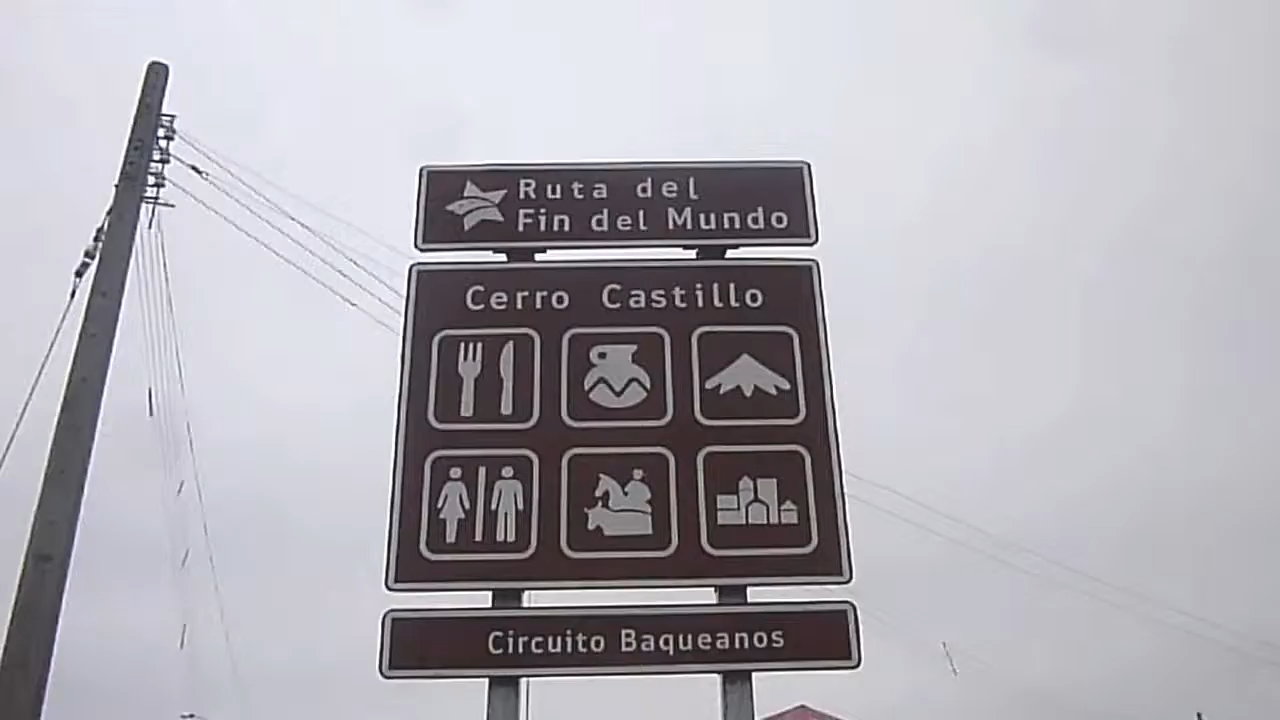 Ruta del
Fin del Mundo
Cerro Castillo
Circuito Baqueanos